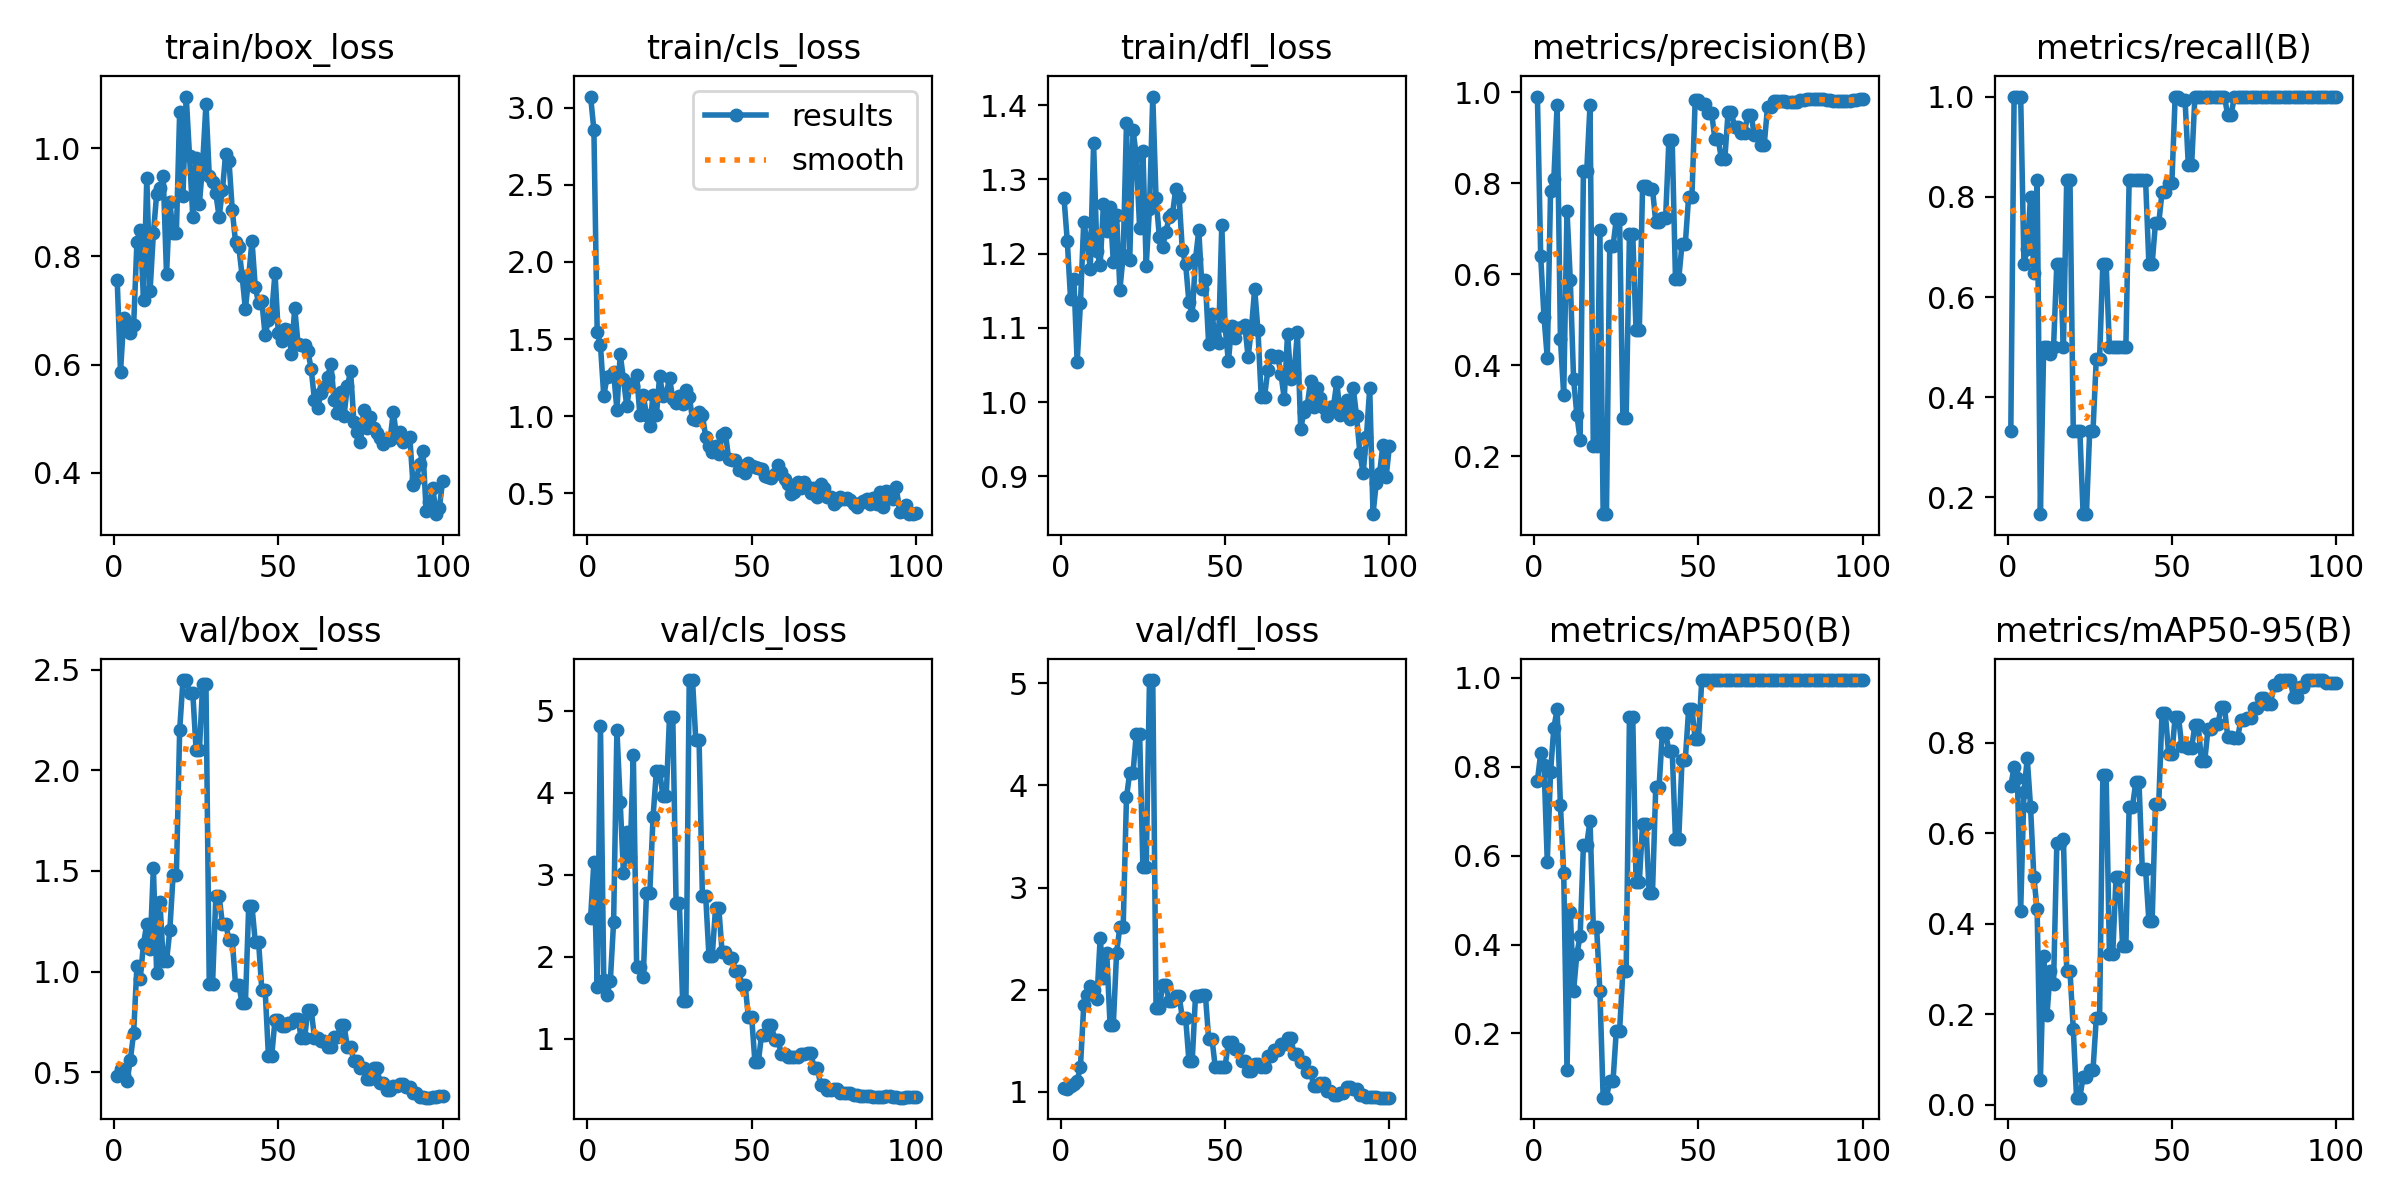 train/box_loss
train/cls_loss
train/dfl_loss
metrics/precision(B)
metrics/recall(B)
1.0
0.8
0.6
0.4
0 50 100
3.0
2.5
2.0
1.5
1.0
0.5
results
smooth
0 50 100
1.4
1.3
1.2
1.1
1.0
0.9
0 50 100
1.0
0.8
0.6
0.4
0.2
0 50 100
1.0
0.8
0.6
0.4
0.2
0 50 100
val/box_loss
val/cls_loss
val/dfl_loss
metrics/mAP50(B)
metrics/mAP50-95(B)
2.5
2.0
1.5
1.0
0.5
0 50 100
5
4
3
2
1
0 50 100
5
4
3
2
1
0 50 100
1.0
0.8
0.6
0.4
0.2
0 50 100
0.8
0.6
0.4
0.2
0.0
0 50 100